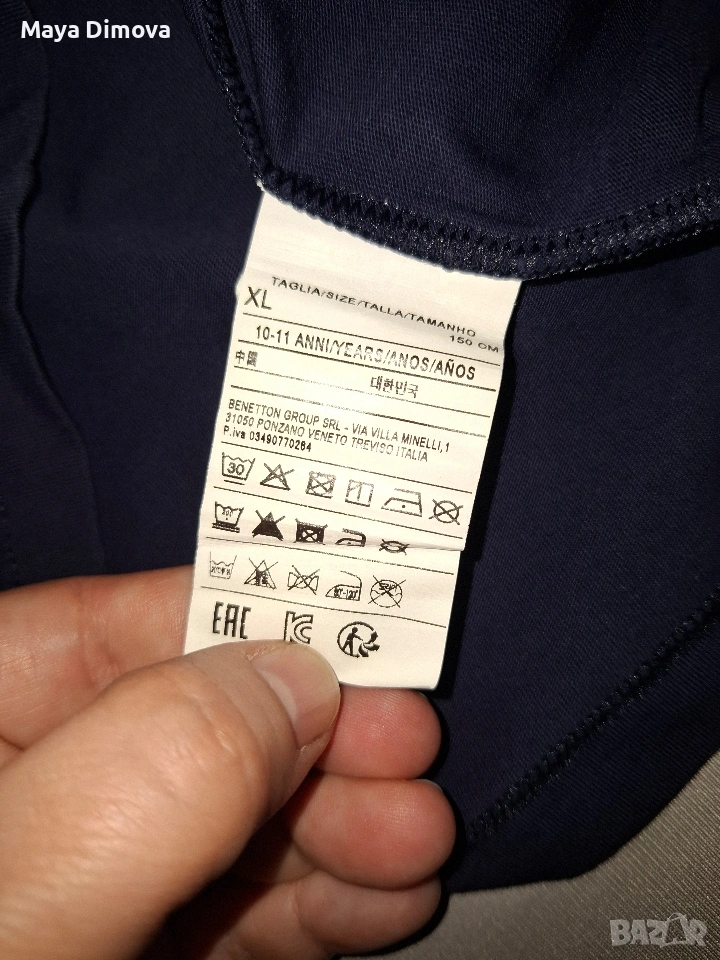 Maya Dimova
TAGLIA/SIZE/TALLA/TAMANHO
XL
150 CM
10-11 ANNI/YEARS/ANOS/AÑOS
中國
대한민국
BENETTON GROUP SRL - VIA VILLA MINELLI,1
31050 PONZANO VENETO TREVISO ITALIA
P.iva 03490770264
30
EAC
KC
BAZAR